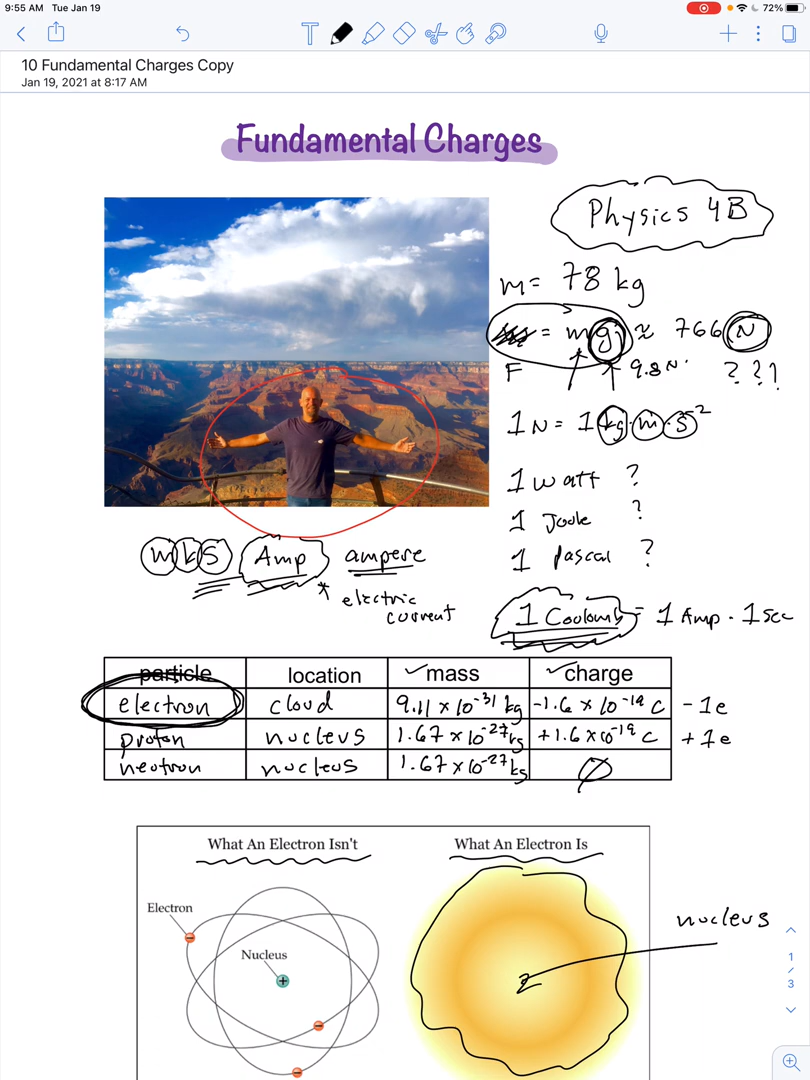 9:55 AM Tue Jan 19
72%
10 Fundamental Charges Copy
Jan 19, 2021 at 8:17 AM
Fundamental Charges
Physics 4B
m = 78 kg
= mg ≈ 766 N
F 9.8 N ? ? ?
1 N = 1 kg · m · s²
1 watt ?
1 Joule ?
1 pascal ?
mks Amp ampere
* electric
current
1 Coulomb = 1 Amp · 1 sec
particle location ✓mass ✓charge
electron cloud 9.11 × 10⁻³¹ kg -1.6 × 10⁻¹⁹ C - 1e
proton nucleus 1.67 × 10⁻²⁷ kg +1.6 × 10⁻¹⁹ C + 1e
neutron nucleus 1.67 × 10⁻²⁷ kg ∅
What An Electron Isn't What An Electron Is
Electron
nucleus
Nucleus
+
−
−
−
1
/
3